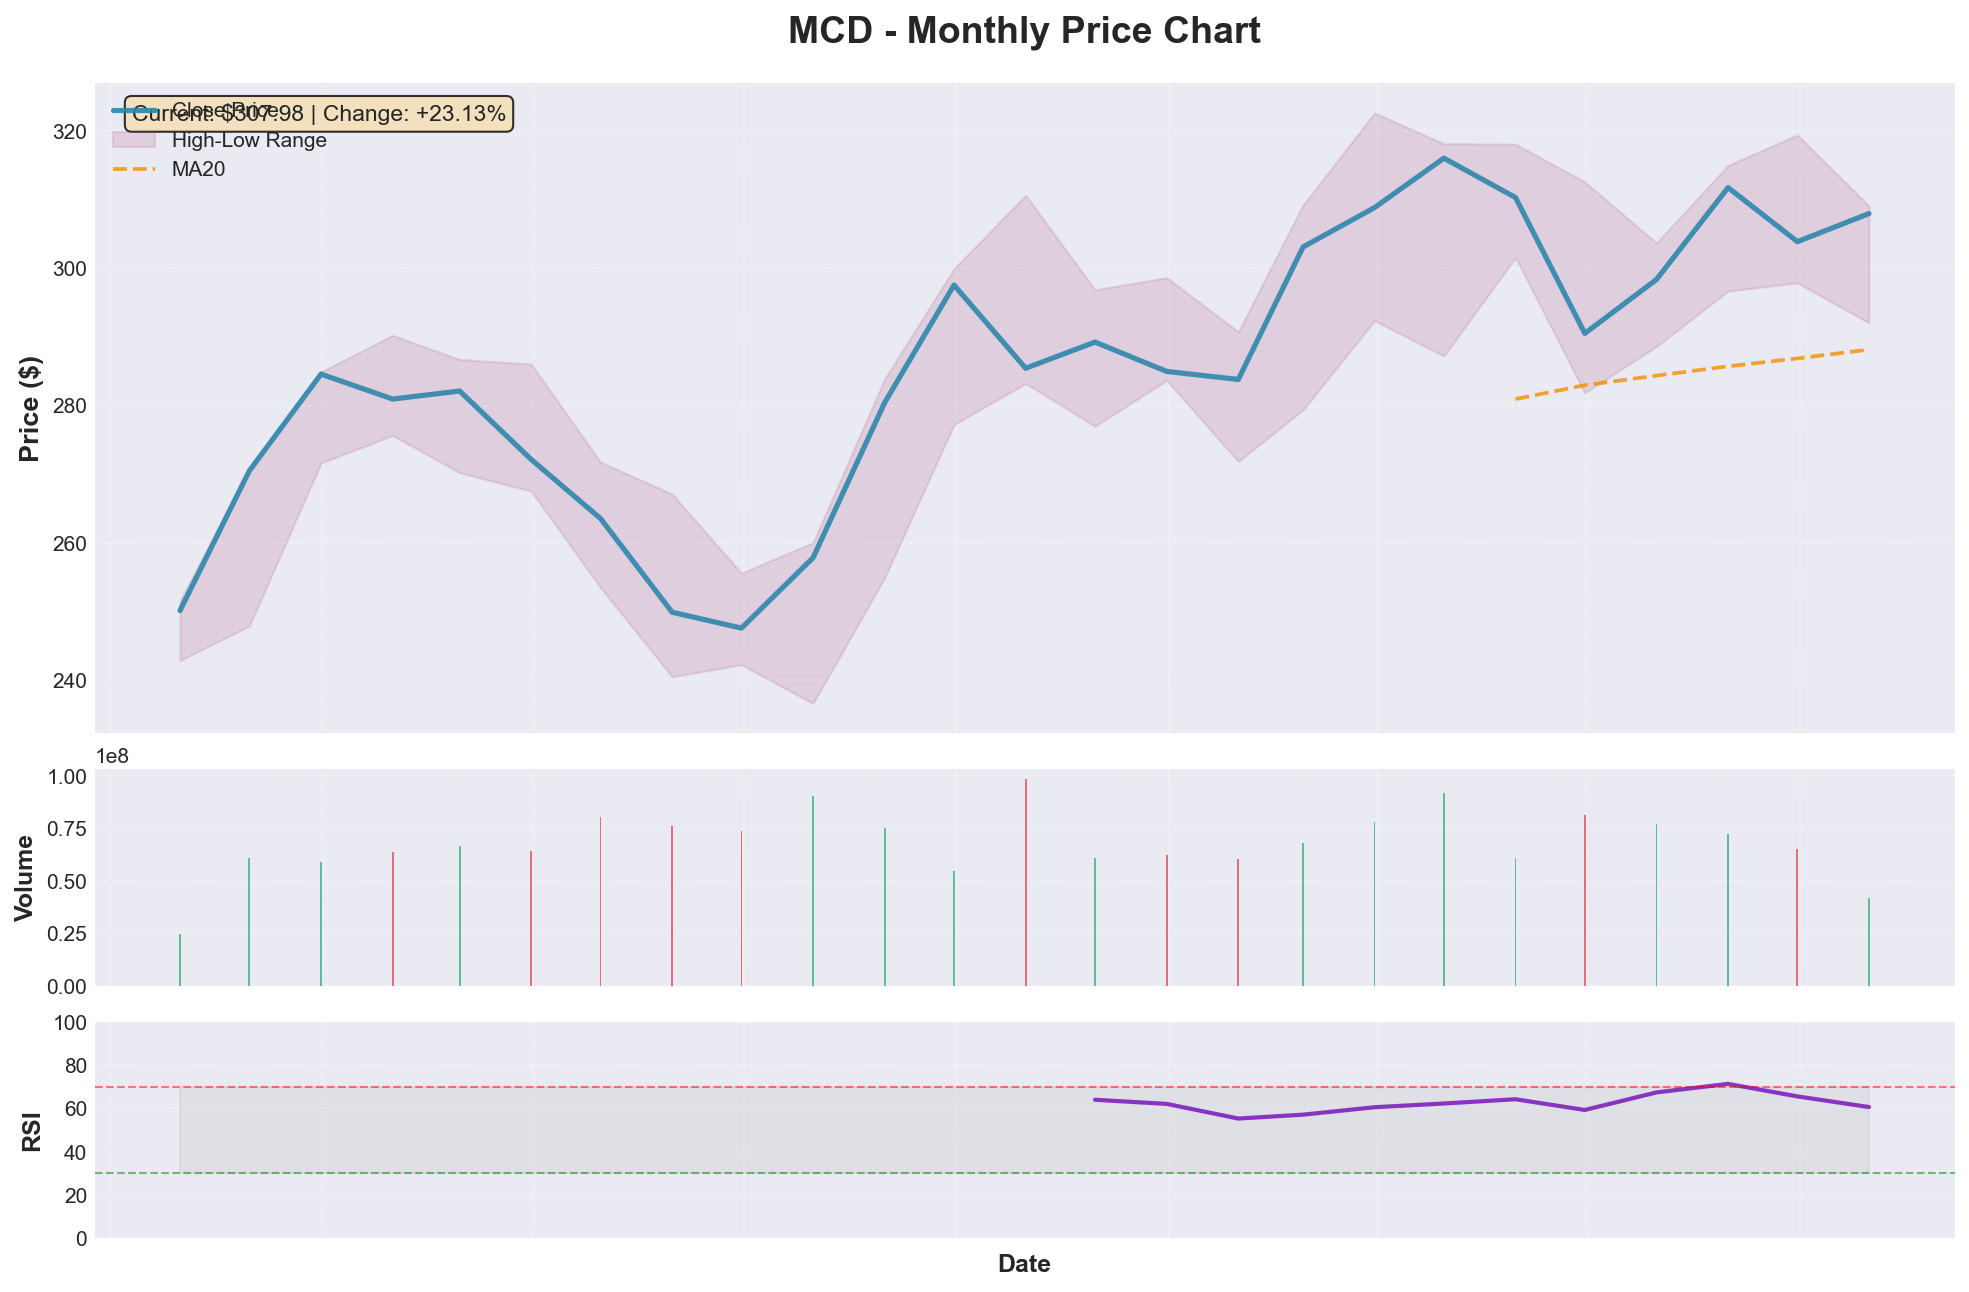 MCD - Monthly Price Chart
Current: $307.98 | Change: +23.13%
Close Price
High-Low Range
MA20
Price ($)
320
300
280
260
240
1e8
Volume
1.00
0.75
0.50
0.25
0.00
RSI
100
80
60
40
20
0
Date